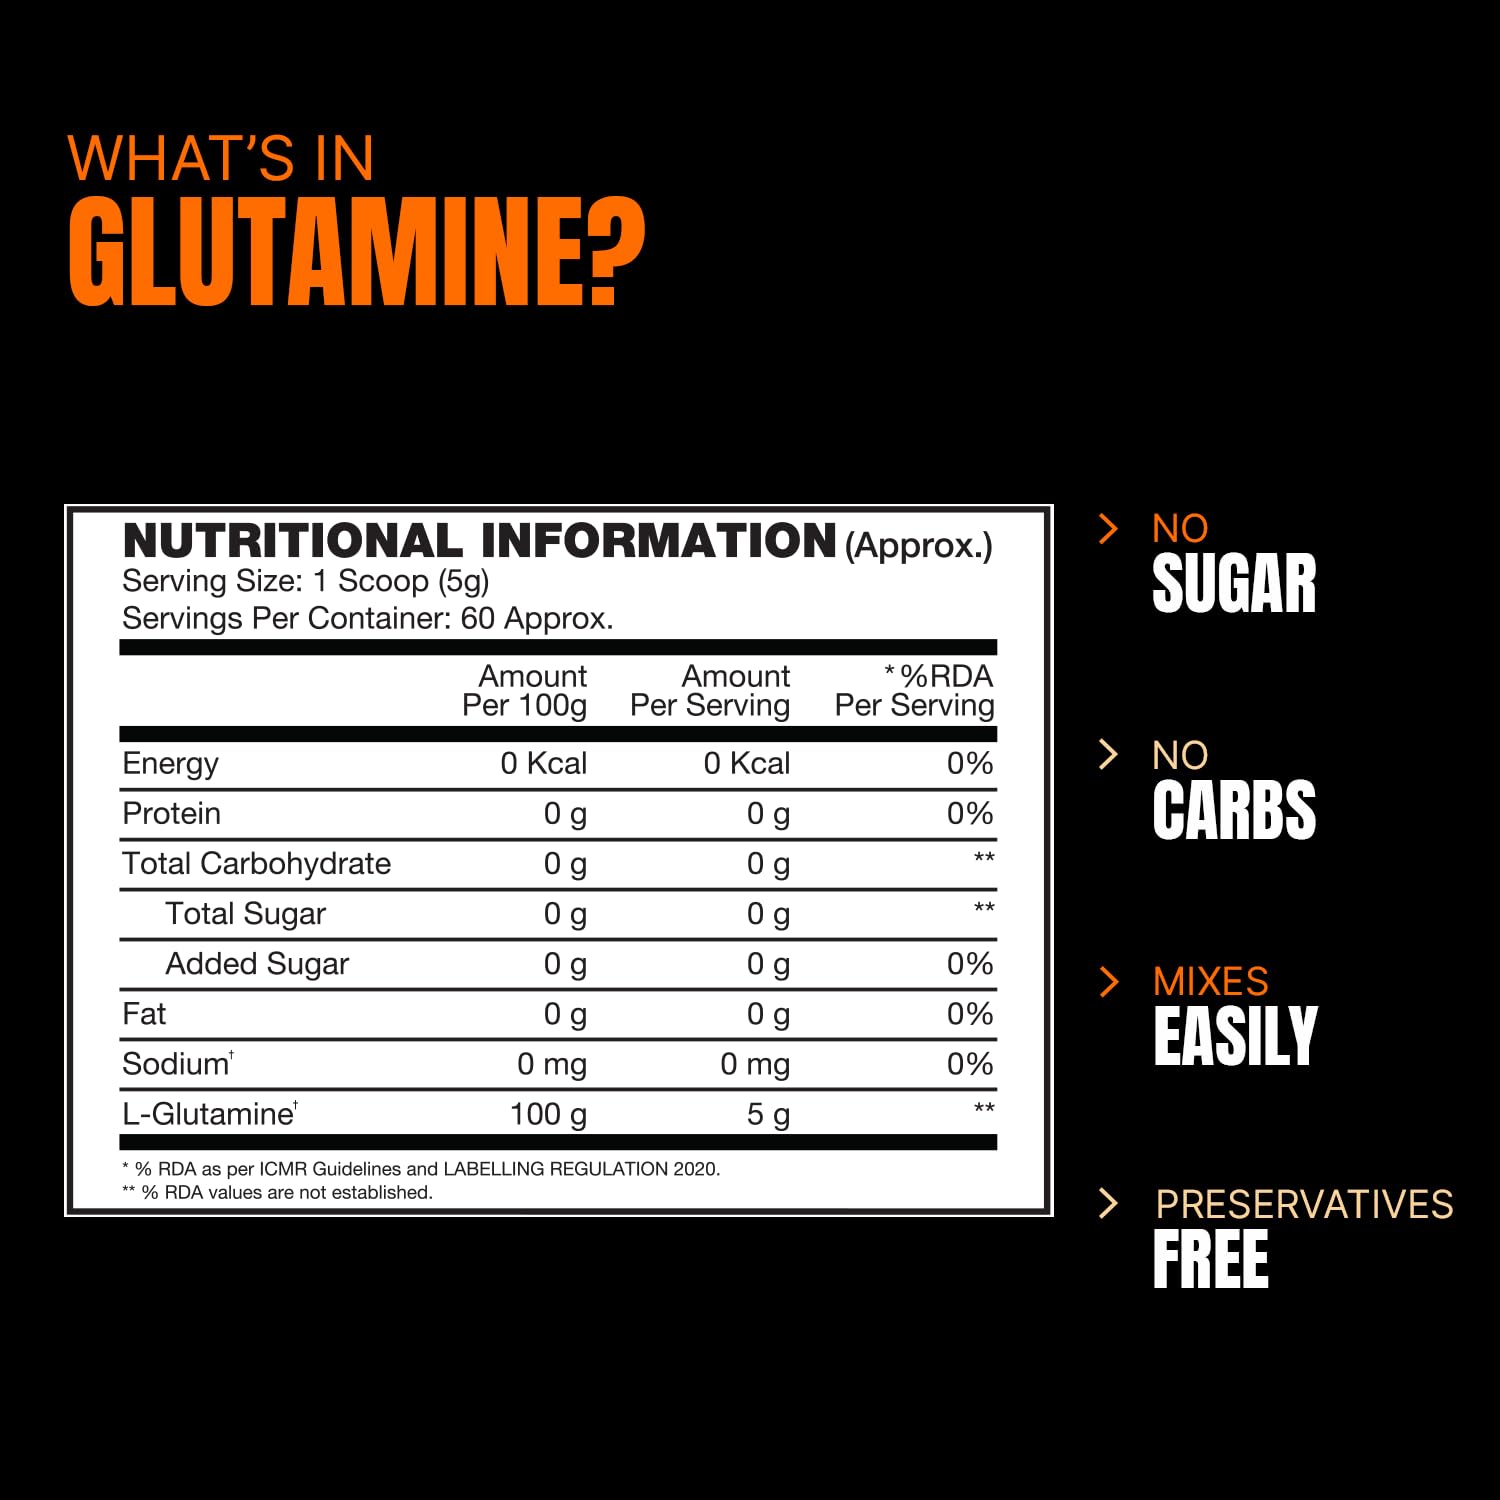 WHAT'S IN
GLUTAMINE?
NUTRITIONAL INFORMATION (Approx.)
Serving Size: 1 Scoop (5g)
Servings Per Container: 60 Approx.
Amount Per 100g Amount Per Serving *%RDA Per Serving
Energy 0 Kcal 0 Kcal 0%
Protein 0 g 0 g 0%
Total Carbohydrate 0 g 0 g **
Total Sugar 0 g 0 g **
Added Sugar 0 g 0 g 0%
Fat 0 g 0 g 0%
Sodium† 0 mg 0 mg 0%
L-Glutamine† 100 g 5 g **
* % RDA as per ICMR Guidelines and LABELLING REGULATION 2020.
** % RDA values are not established.
> NO
SUGAR
> NO
CARBS
> MIXES
EASILY
> PRESERVATIVES
FREE